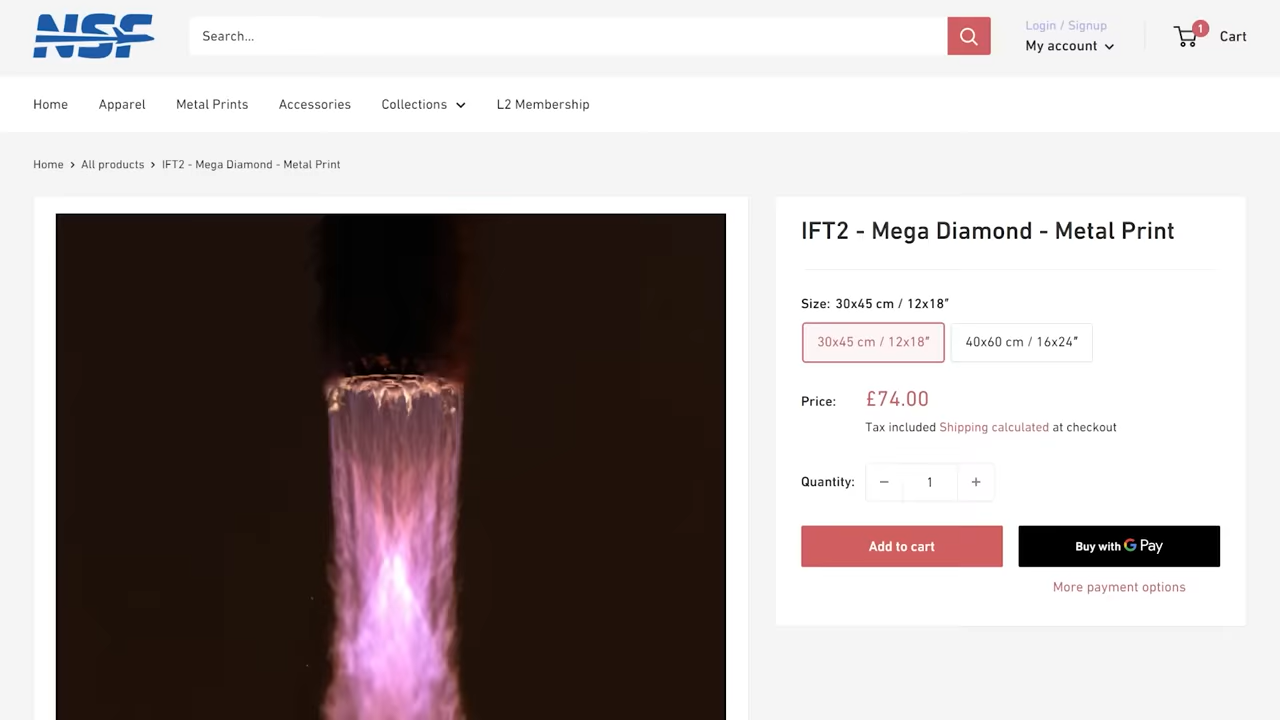 NSF
Search...
Login / Signup
My account
1
Cart
Home
Apparel
Metal Prints
Accessories
Collections
L2 Membership
Home > All products > IFT2 - Mega Diamond - Metal Print
IFT2 - Mega Diamond - Metal Print
Size: 30x45 cm / 12x18″
30x45 cm / 12x18″
40x60 cm / 16x24″
Price: £74.00
Tax included Shipping calculated at checkout
Quantity: − 1 +
Add to cart
Buy with G Pay
More payment options